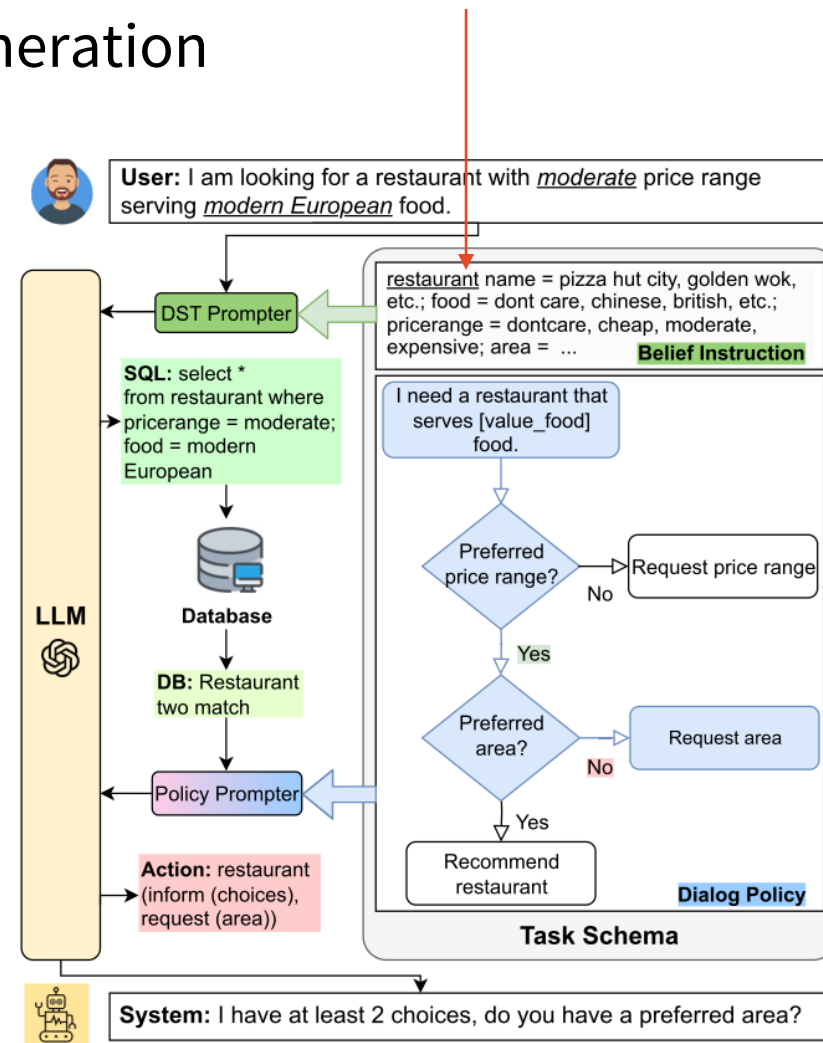 neration
User: I am looking for a restaurant with moderate price range
serving modern European food.
restaurant name = pizza hut city, golden wok,
etc.; food = dont care, chinese, british, etc.;
pricerange = dontcare, cheap, moderate,
expensive; area = ...
Belief Instruction
DST Prompter
SQL: select *
from restaurant where
pricerange = moderate;
food = modern
European
I need a restaurant that
serves [value_food]
food.
Preferred
price range?
No
Request price range
LLM
Database
Yes
DB: Restaurant
two match
Preferred
area?
No
Request area
Policy Prompter
Yes
Recommend
restaurant
Action: restaurant
(inform (choices),
request (area))
Dialog Policy
Task Schema
System: I have at least 2 choices, do you have a preferred area?